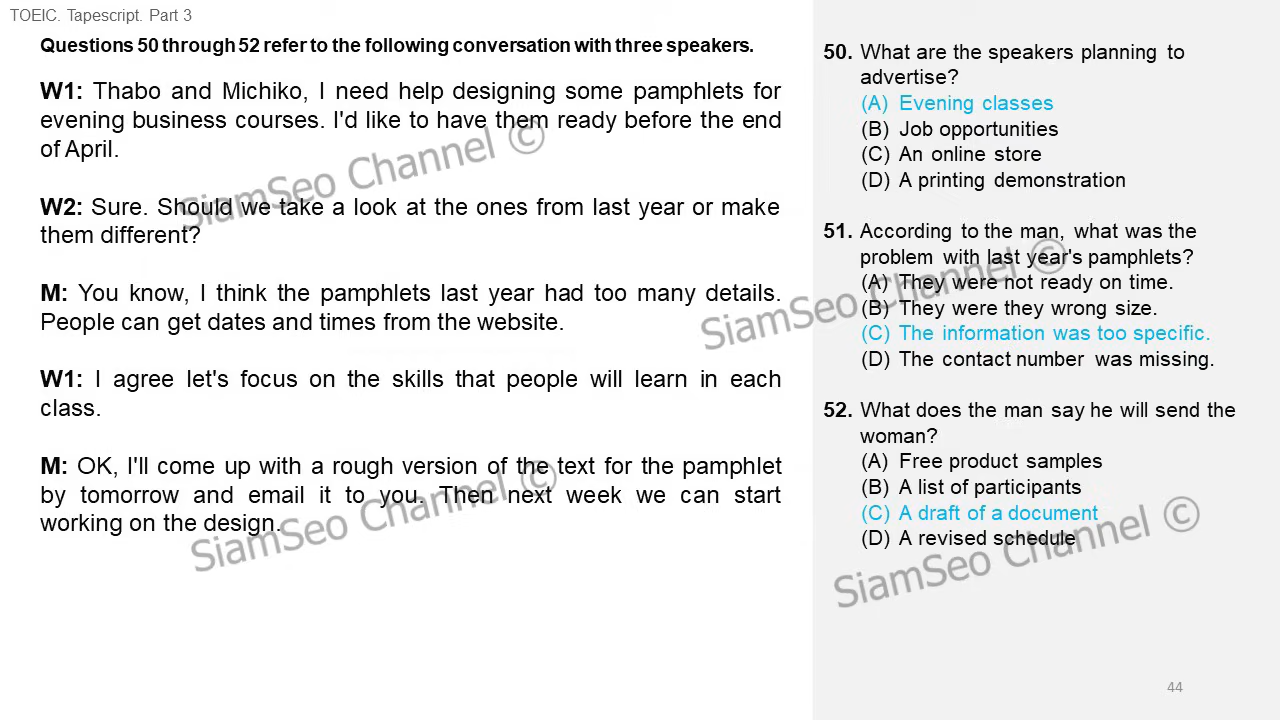 TOEIC. Tapescript. Part 3
Questions 50 through 52 refer to the following conversation with three speakers.
W1: Thabo and Michiko, I need help designing some pamphlets for
evening business courses. I'd like to have them ready before the end
of April.
W2: Sure. Should we take a look at the ones from last year or make
them different?
M: You know, I think the pamphlets last year had too many details.
People can get dates and times from the website.
W1: I agree let's focus on the skills that people will learn in each
class.
M: OK, I'll come up with a rough version of the text for the pamphlet
by tomorrow and email it to you. Then next week we can start
working on the design.
50. What are the speakers planning to
advertise?
(A) Evening classes
(B) Job opportunities
(C) An online store
(D) A printing demonstration
51. According to the man, what was the
problem with last year's pamphlets?
(A) They were not ready on time.
(B) They were they wrong size.
(C) The information was too specific.
(D) The contact number was missing.
52. What does the man say he will send the
woman?
(A) Free product samples
(B) A list of participants
(C) A draft of a document
(D) A revised schedule
SiamSeo Channel ©
SiamSeo Channel ©
SiamSeo Channel ©
SiamSeo Channel ©
44